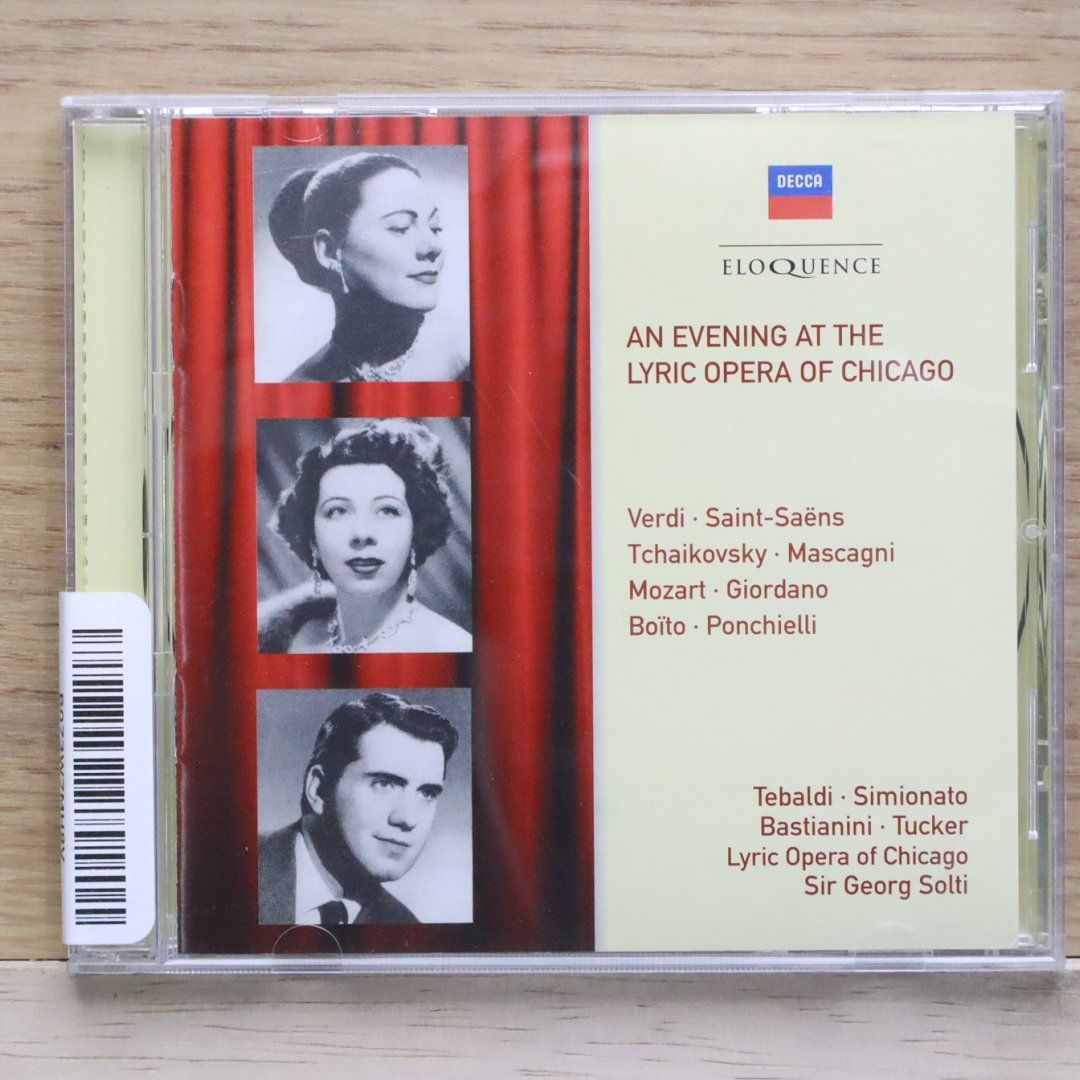 DECCA
ELOQUENCE
AN EVENING AT THE
LYRIC OPERA OF CHICAGO
Verdi · Saint-Saëns
Tchaikovsky · Mascagni
Mozart · Giordano
Boïto · Ponchielli
Tebaldi · Simionato
Bastianini · Tucker
Lyric Opera of Chicago
Sir Georg Solti